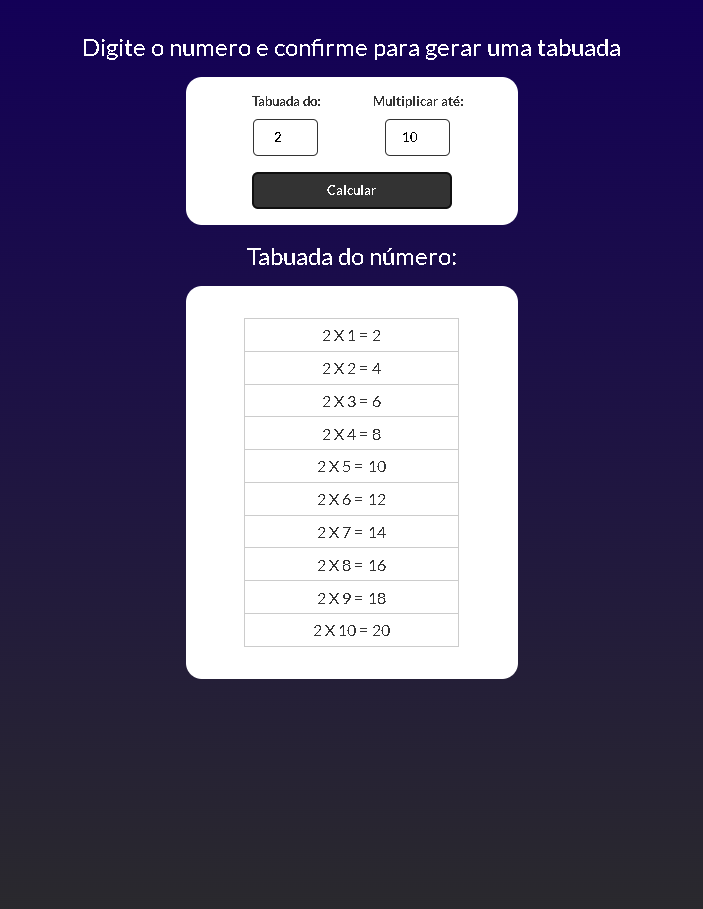 Digite o numero e confirme para gerar uma tabuada
Tabuada do: Multiplicar até:
2 10
Calcular
Tabuada do número:
2 X 1 = 2
2 X 2 = 4
2 X 3 = 6
2 X 4 = 8
2 X 5 = 10
2 X 6 = 12
2 X 7 = 14
2 X 8 = 16
2 X 9 = 18
2 X 10 = 20